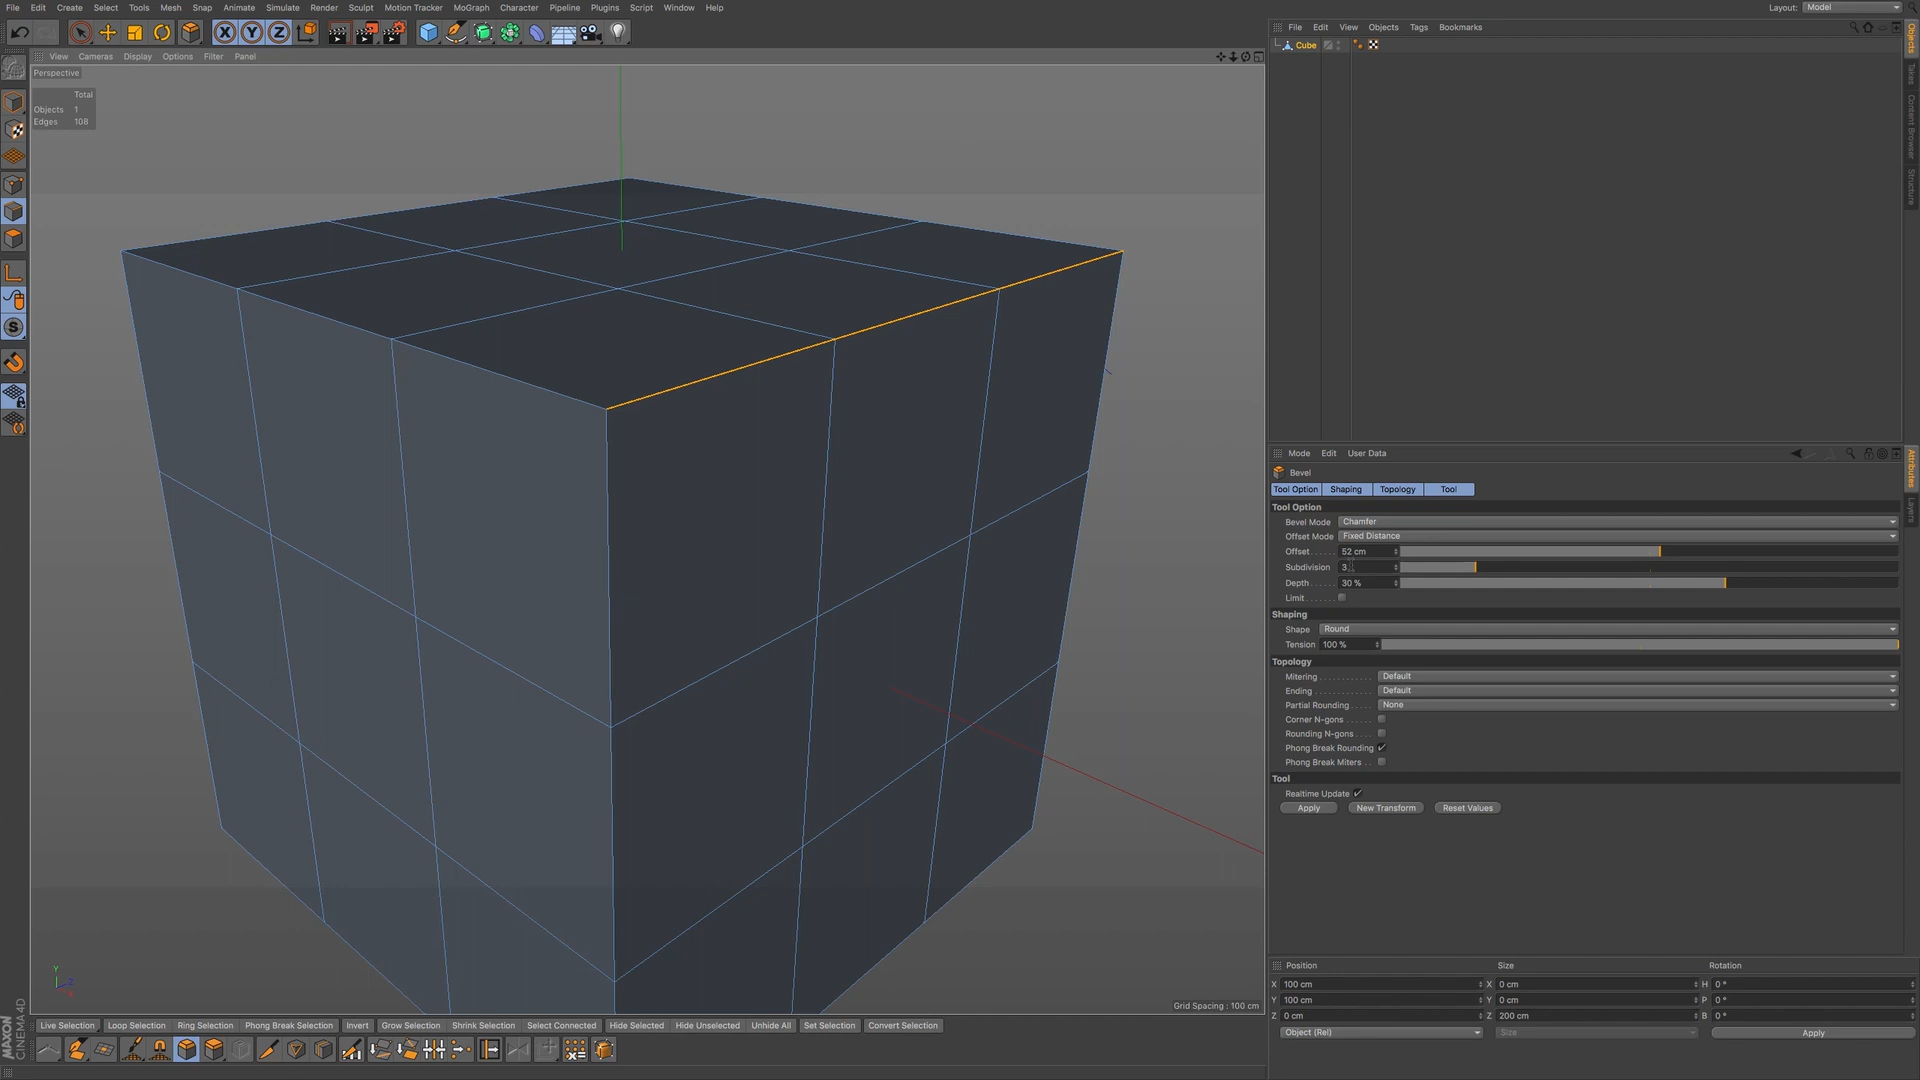 File Edit Create Select Tools Mesh Snap Animate Simulate Render Sculpt Motion Tracker MoGraph Character Pipeline Plugins Script Window Help
Layout: Model
View Cameras Display Options Filter Panel
Perspective
Total
Objects 1
Edges 108
File Edit View Objects Tags Bookmarks
Cube
Objects
Takes
Content Browser
Structure
Mode Edit User Data
Bevel
Tool Option Shaping Topology Tool
Tool Option
Bevel Mode Chamfer
Offset Mode Fixed Distance
Offset . . . . . 52 cm
Subdivision 3
Depth . . . . . 30 %
Limit . . . . . . .
Shaping
Shape Round
Tension 100 %
Topology
Mitering . . . . . . . . . . . Default
Ending . . . . . . . . . . . . Default
Partial Rounding . . . . . None
Corner N-gons . . . . . .
Rounding N-gons . . . .
Phong Break Rounding
Phong Break Miters . .
Tool
Realtime Update
Apply New Transform Reset Values
Attributes
Layers
Grid Spacing : 100 cm
Y
Z
X
Position Size Rotation
X 100 cm X 0 cm H 0 °
Y 100 cm Y 0 cm P 0 °
Z 0 cm Z 200 cm B 0 °
Object (Rel) Size Apply
Live Selection Loop Selection Ring Selection Phong Break Selection Invert Grow Selection Shrink Selection Select Connected Hide Selected Hide Unselected Unhide All Set Selection Convert Selection
MAXON
CINEMA 4D